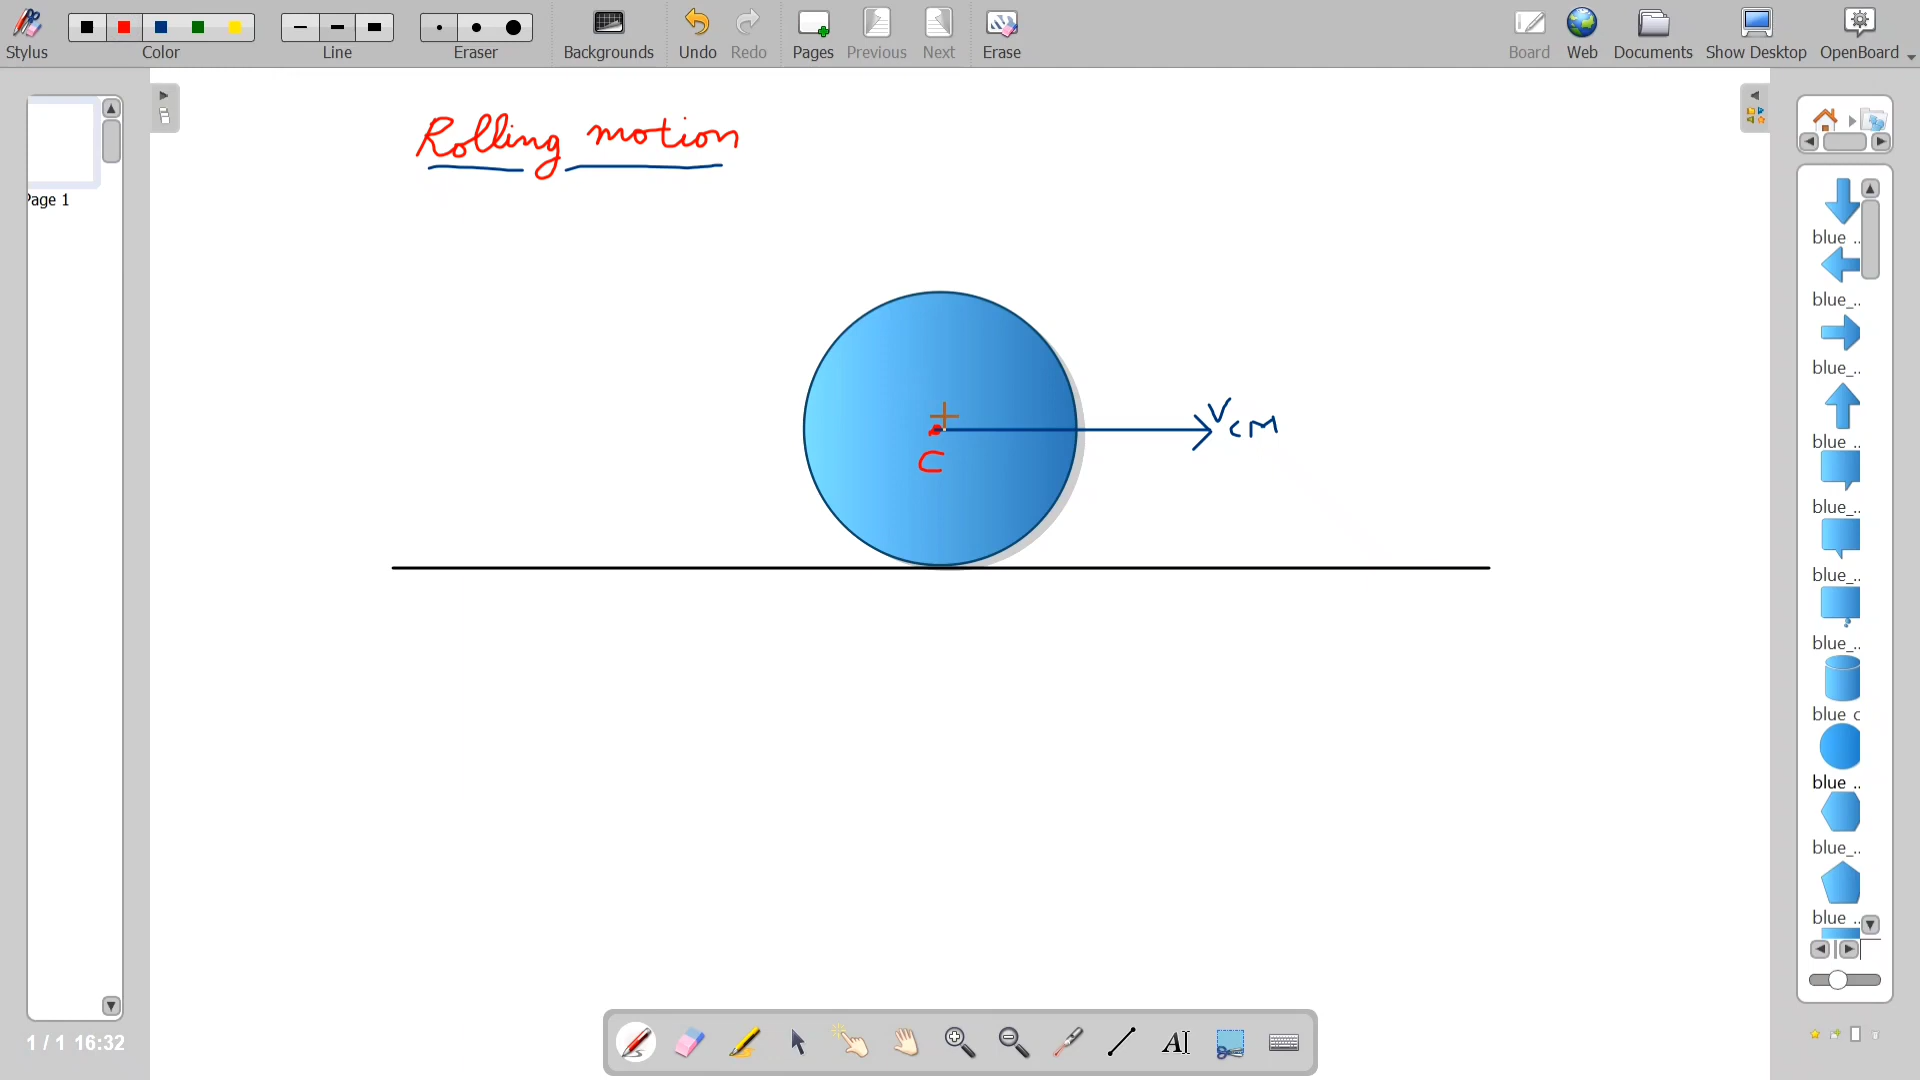 Stylus Color Line Eraser Backgrounds Undo Redo Pages Previous Next Erase Board Web Documents Show Desktop OpenBoard
Page 1
Rolling motion
C
VCM
blue ..
blue_..
blue_..
blue ..
blue_..
blue_..
blue_..
blue c
blue ..
blue_..
blue ..
1 / 1 16:32
AI